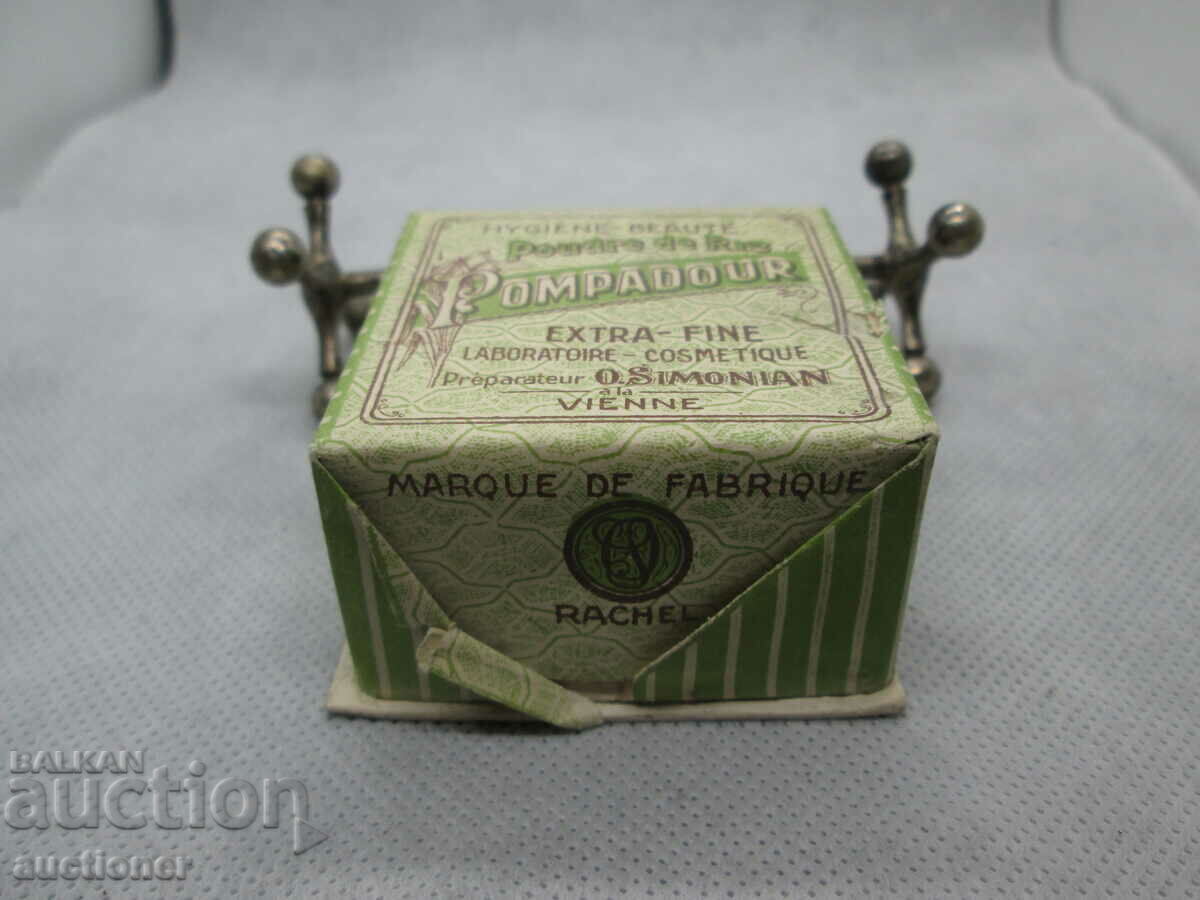 HYGIÈNE BEAUTÉ
Poudre de Riz
POMPADOUR
EXTRA-FINE
LABORATOIRE-COSMETIQUE
Préparateur O. SIMONIAN
à la
VIENNE
MARQUE DE FABRIQUE
RACHEL
BALKAN
auction
auctioner